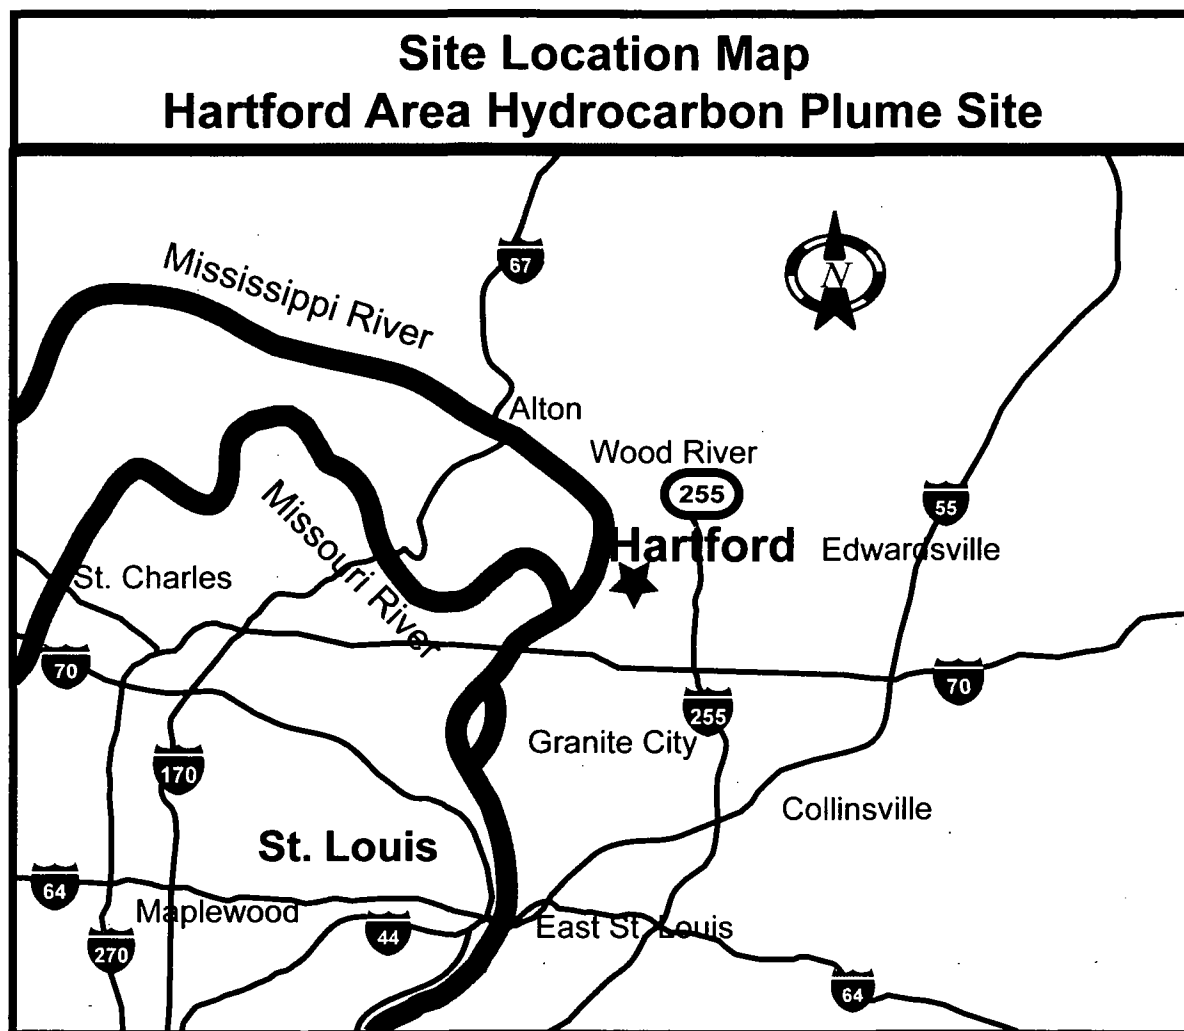 Site Location Map
Hartford Area Hydrocarbon Plume Site
67
N
Mississippi River
Alton
Wood River
255
55
Missouri River
Hartford
Edwardsville
St. Charles
70
70
255
Granite City
170
Collinsville
St. Louis
64
Maplewood
East St. Louis
44
270
64